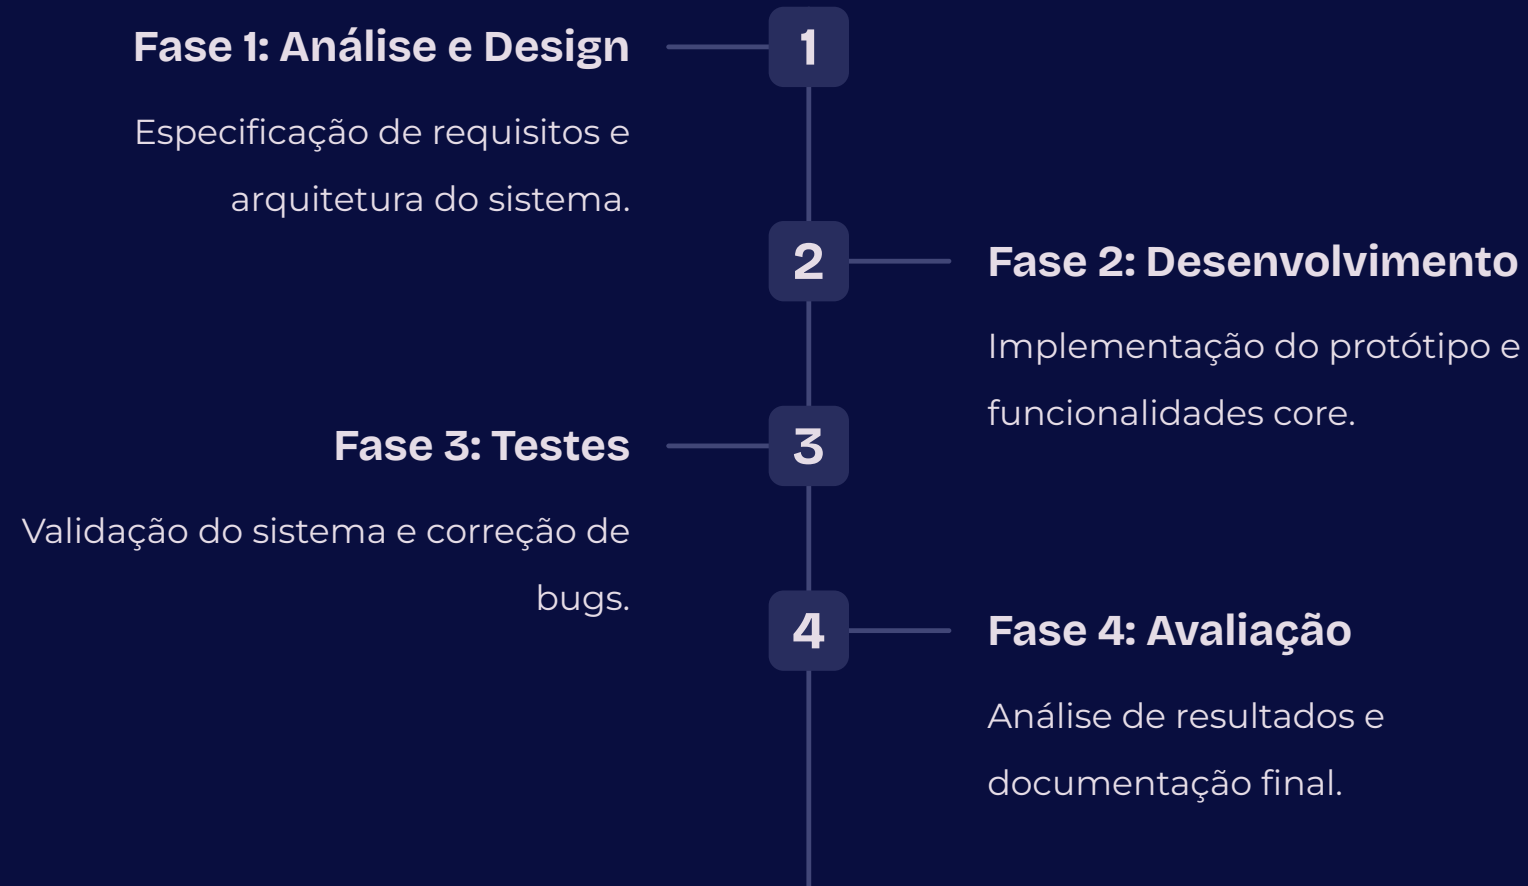 Fase 1: Análise e Design
1
Especificação de requisitos e
arquitetura do sistema.
2
Fase 2: Desenvolvimento
Implementação do protótipo e
funcionalidades core.
Fase 3: Testes
3
Validação do sistema e correção de
bugs.
4
Fase 4: Avaliação
Análise de resultados e
documentação final.